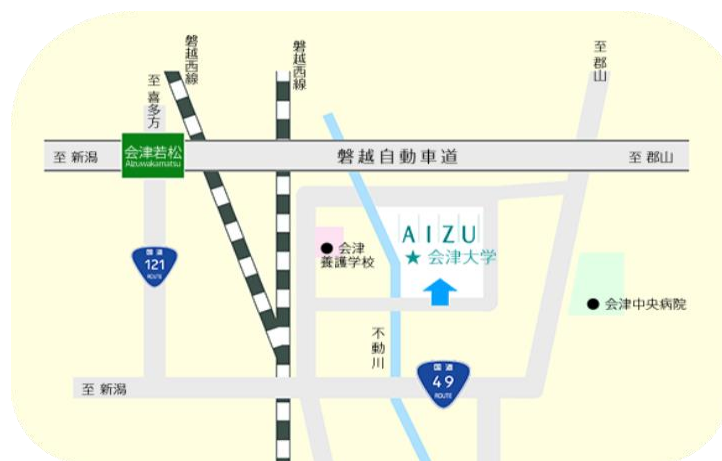 磐越西線
磐越西線
至 郡山
至 喜多方
至 新潟
会津若松
Aizuwakamatsu
磐越自動車道
至 郡山
AIZU
★ 会津大学
● 会津
養護学校
国道
121
ROUTE
● 会津中央病院
不動川
国道
49
ROUTE
至 新潟